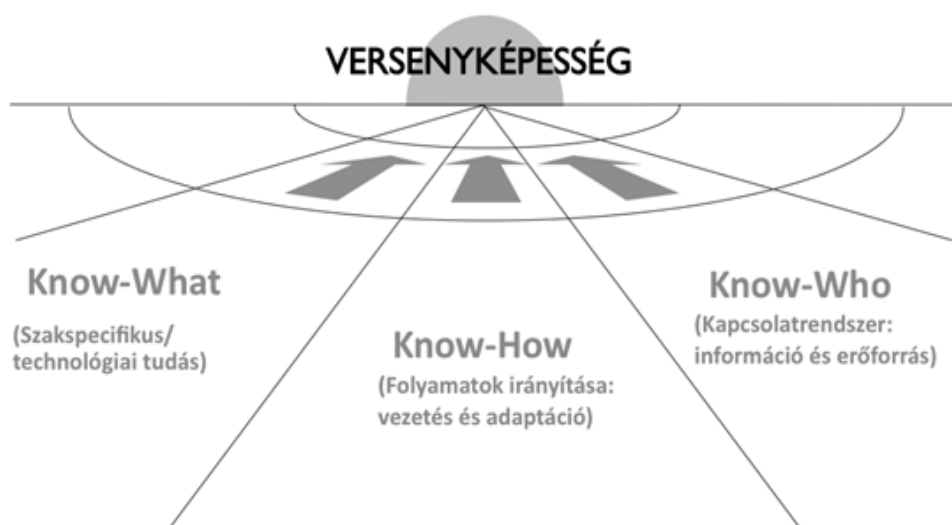 VERSENYKÉPESSÉG
Know-What
(Szakspecifikus/
technológiai tudás)
Know-How
(Folyamatok irányítása:
vezetés és adaptáció)
Know-Who
(Kapcsolatrendszer:
információ és erőforrás)